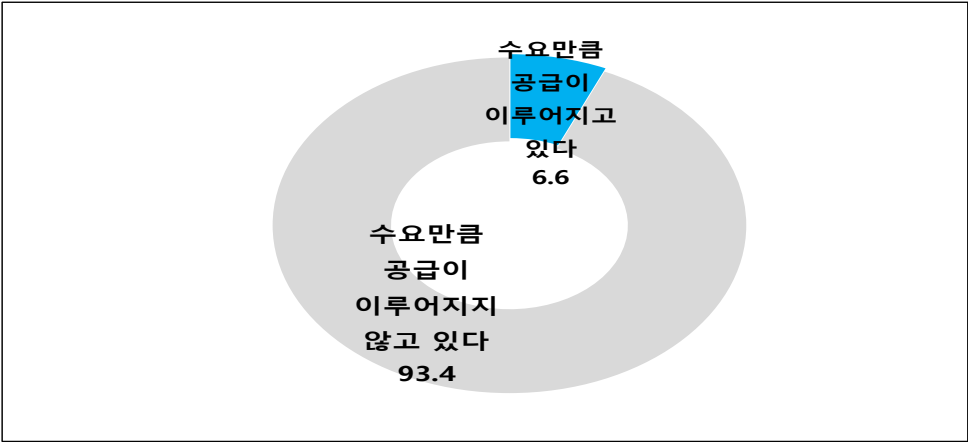 수요만큼
공급이
이루어지고
있다
6.6
수요만큼
공급이
이루어지지
않고 있다
93.4